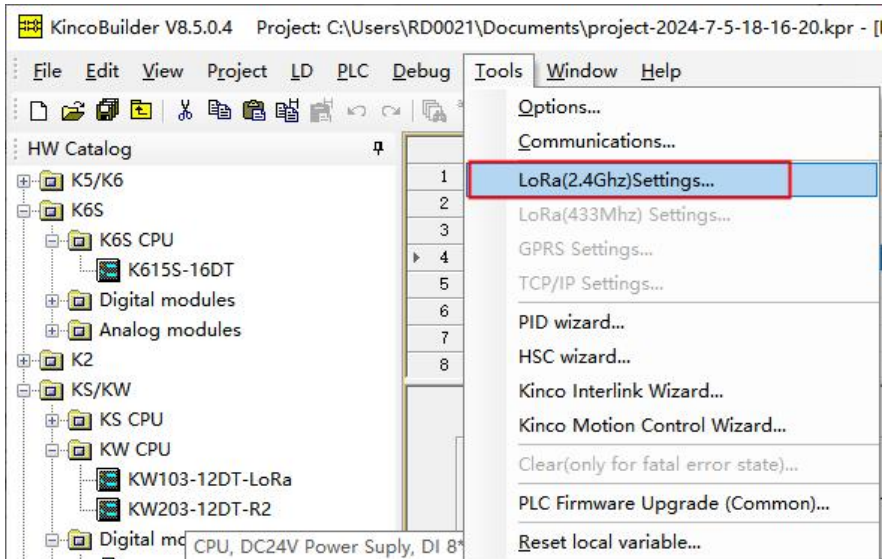 KincoBuilder V8.5.0.4 Project: C:\Users\RD0021\Documents\project-2024-7-5-18-16-20.kpr - [
File Edit View Project LD PLC Debug Tools Window Help
HW Catalog
K5/K6
K6S
K6S CPU
K615S-16DT
Digital modules
Analog modules
K2
KS/KW
KS CPU
KW CPU
KW103-12DT-LoRa
KW203-12DT-R2
Digital mo
CPU, DC24V Power Suply, DI 8*
1
2
3
4
5
6
7
8
Options...
Communications...
LoRa(2.4Ghz)Settings...
LoRa(433Mhz) Settings...
GPRS Settings...
TCP/IP Settings...
PID wizard...
HSC wizard...
Kinco Interlink Wizard...
Kinco Motion Control Wizard...
Clear(only for fatal error state)...
PLC Firmware Upgrade (Common)...
Reset local variable...